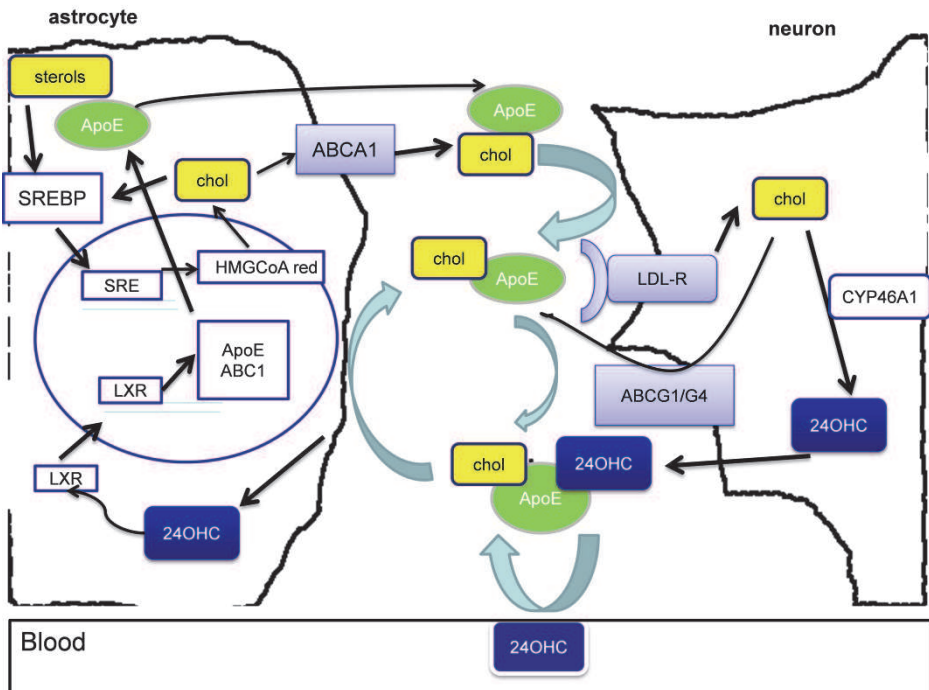 astrocyte
neuron
sterols
ApoE
ApoE
ABCA1
chol
chol
chol
SREBP
chol
HMGCoA red
LDL-R
SRE
ApoE
CYP46A1
ApoE
ABC1
LXR
ABCG1/G4
24OHC
chol
24OHC
LXR
ApoE
24OHC
Blood
24OHC